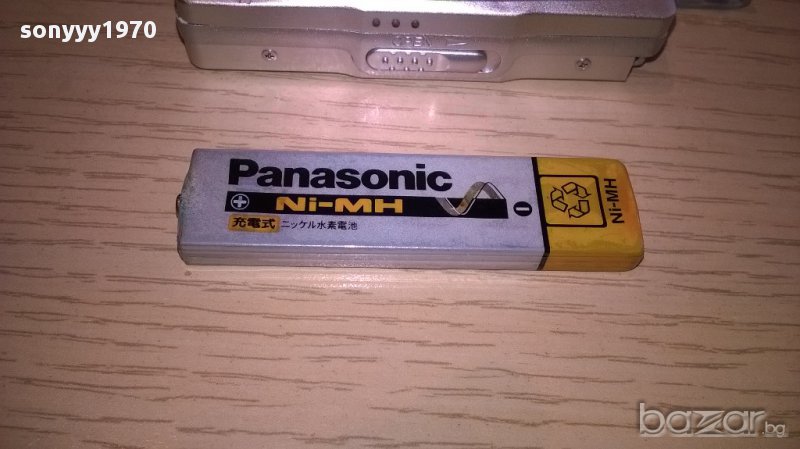 sonyyy1970
OPEN
Panasonic
Ni-MH
充電式 ニッケル水素電池
Ni-MH
bazar.bg